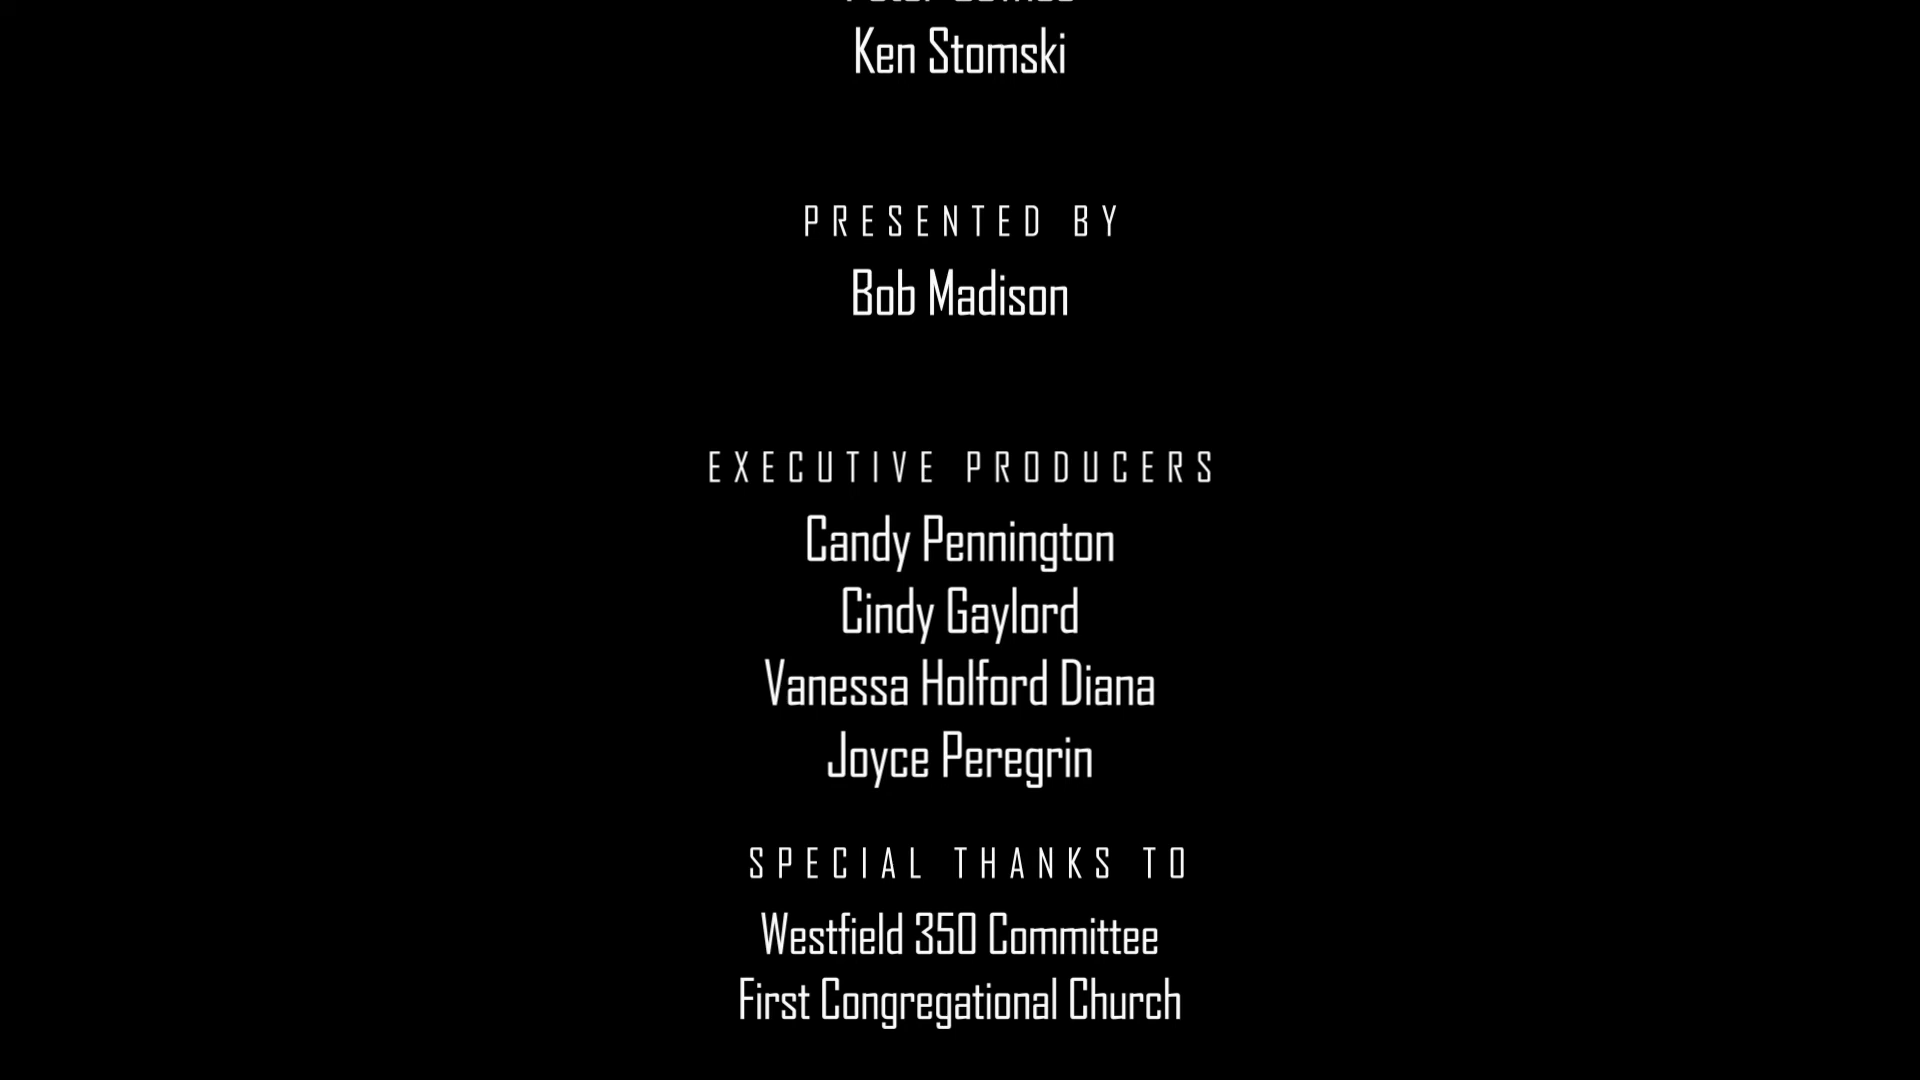 Ken Stomski
PRESENTED BY
Bob Madison
EXECUTIVE PRODUCERS
Candy Pennington
Cindy Gaylord
Vanessa Holford Diana
Joyce Peregrin
SPECIAL THANKS TO
Westfield 350 Committee
First Congregational Church